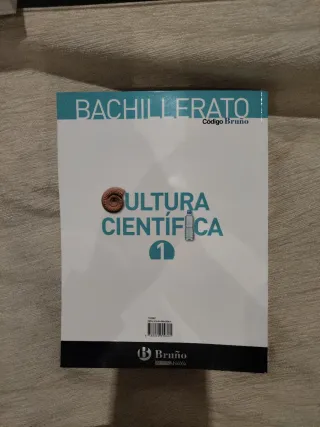 BACHILLERATO
Código Bruño
CULTURA
CIENTÍFICA
1
Bruño